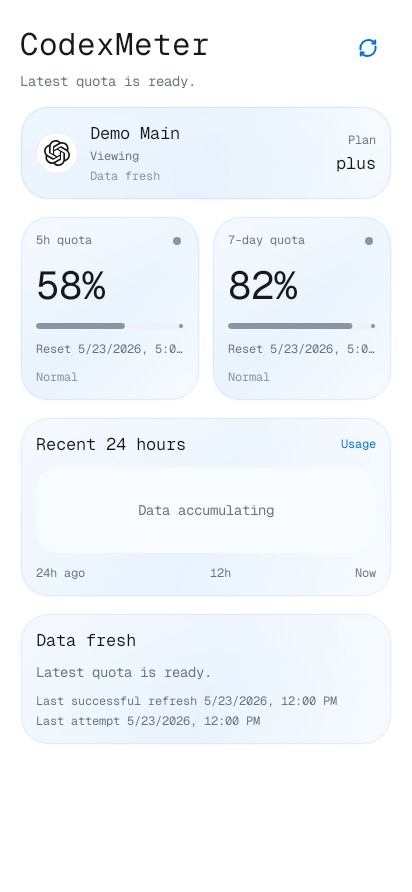 CodexMeter
Latest quota is ready.
Demo Main
Viewing
Data fresh
Plan
plus
5h quota
58%
Reset 5/23/2026, 5:0…
Normal
7-day quota
82%
Reset 5/23/2026, 5:0…
Normal
Recent 24 hours
Usage
Data accumulating
24h ago
12h
Now
Data fresh
Latest quota is ready.
Last successful refresh 5/23/2026, 12:00 PM
Last attempt 5/23/2026, 12:00 PM